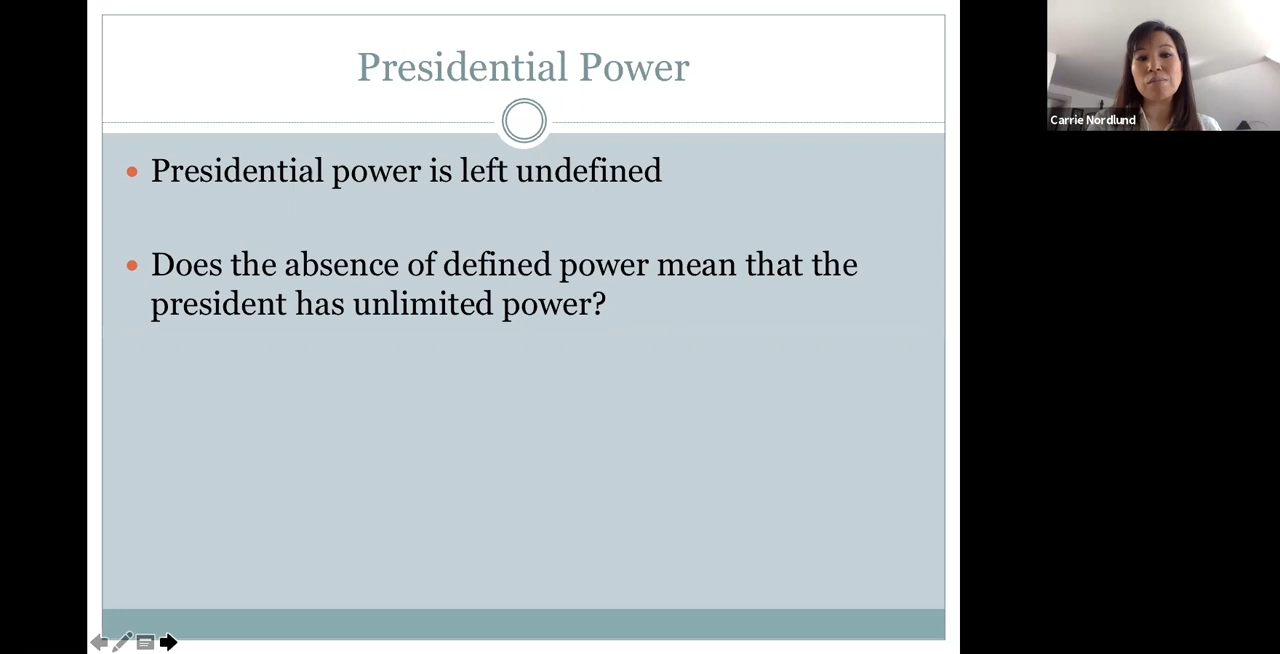 Presidential Power
Carrie Nordlund
Presidential power is left undefined
Does the absence of defined power mean that the
president has unlimited power?